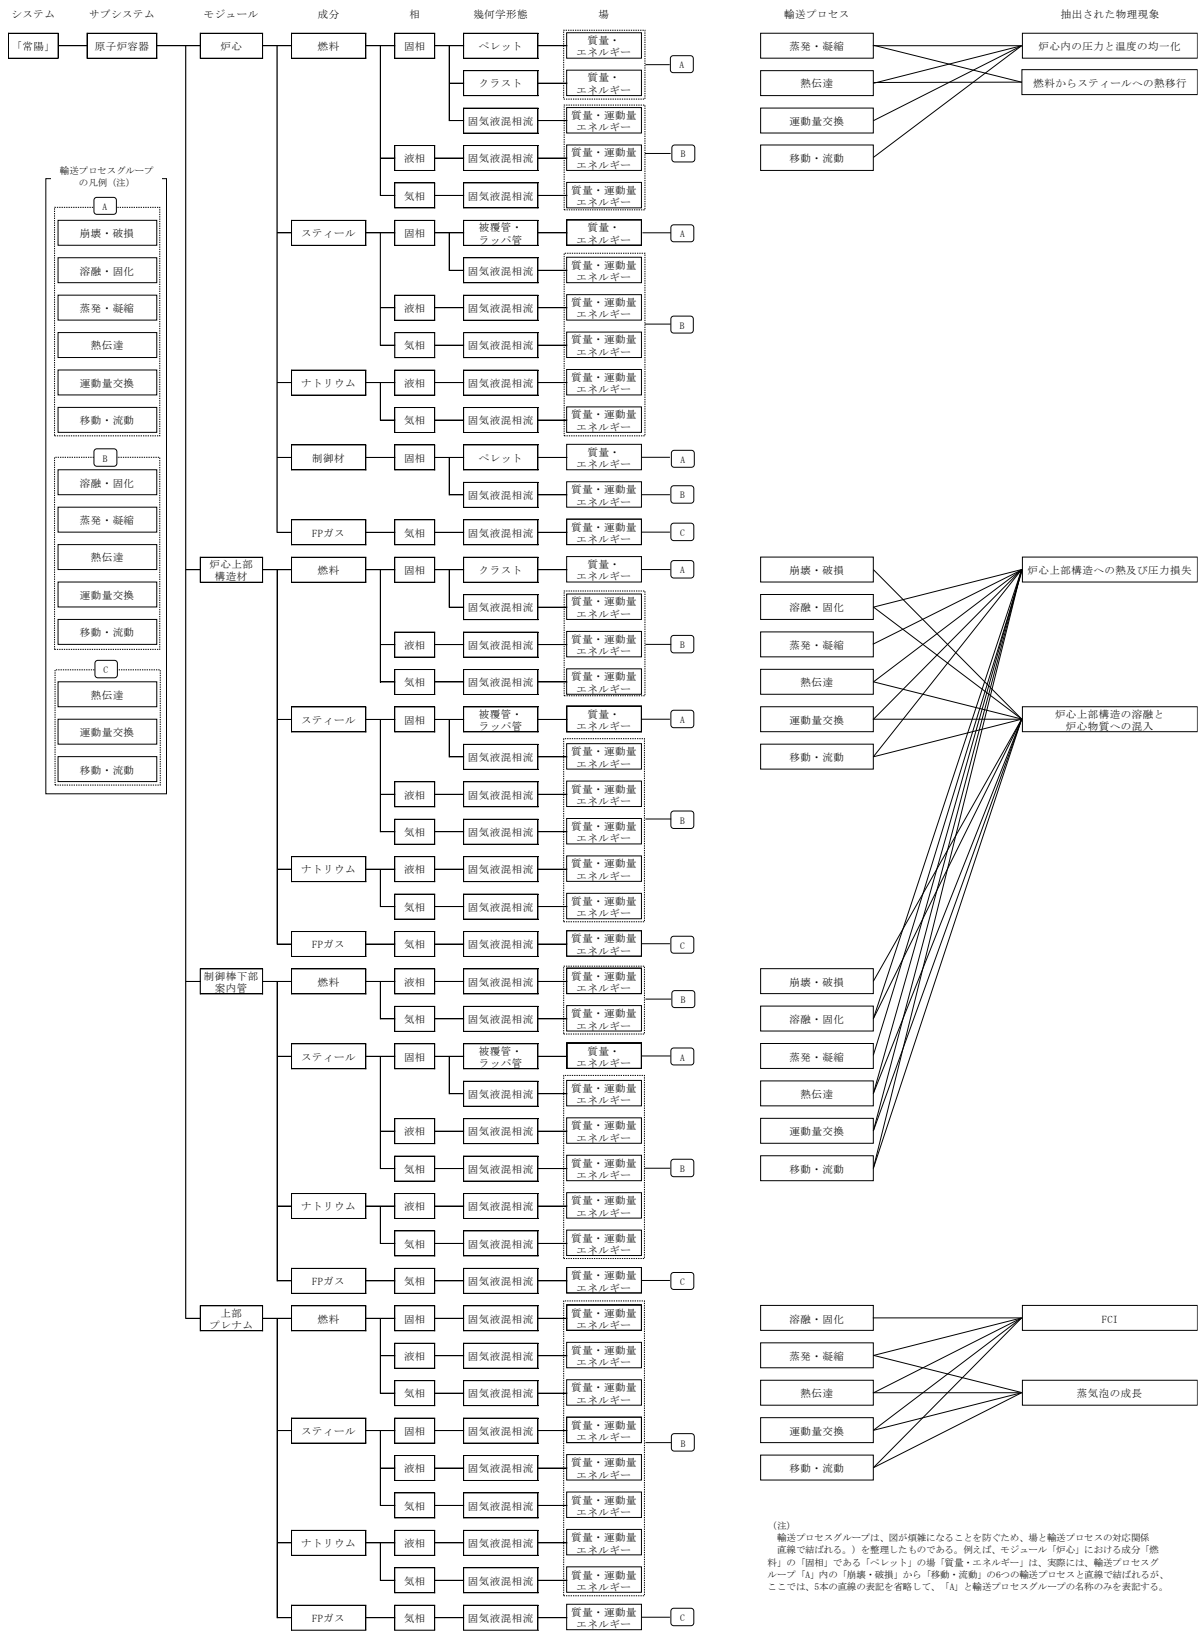 システム サブシステム モジュール 成分 相 幾何学形態 場 輸送プロセス 抽出された物理現象
「常陽」 原子炉容器 炉心 燃料 固相 ペレット 質量・
エネルギー
A
クラスト 質量・
エネルギー
固気液混相流 質量・運動量
エネルギー
液相 固気液混相流 質量・運動量
エネルギー
B
気相 固気液混相流 質量・運動量
エネルギー
スティール 固相 被覆管・
ラッパ管
質量・
エネルギー
A
固気液混相流 質量・運動量
エネルギー
液相 固気液混相流 質量・運動量
エネルギー
B
気相 固気液混相流 質量・運動量
エネルギー
ナトリウム 液相 固気液混相流 質量・運動量
エネルギー
気相 固気液混相流 質量・運動量
エネルギー
制御材 固相 ペレット 質量・
エネルギー
A
固気液混相流 質量・運動量
エネルギー
B
FPガス 気相 固気液混相流 質量・運動量
エネルギー
C
蒸発・凝縮
熱伝達
運動量交換
移動・流動
炉心内の圧力と温度の均一化
燃料からスティールへの熱移行
輸送プロセスグループ
の凡例（注）
A
崩壊・破損
溶融・固化
蒸発・凝縮
熱伝達
運動量交換
移動・流動
B
溶融・固化
蒸発・凝縮
熱伝達
運動量交換
移動・流動
C
熱伝達
運動量交換
移動・流動
炉心上部
構造材
燃料 固相 クラスト 質量・
エネルギー
A
固気液混相流 質量・運動量
エネルギー
液相 固気液混相流 質量・運動量
エネルギー
B
気相 固気液混相流 質量・運動量
エネルギー
スティール 固相 被覆管・
ラッパ管
質量・
エネルギー
A
固気液混相流 質量・運動量
エネルギー
液相 固気液混相流 質量・運動量
エネルギー
B
気相 固気液混相流 質量・運動量
エネルギー
ナトリウム 液相 固気液混相流 質量・運動量
エネルギー
気相 固気液混相流 質量・運動量
エネルギー
FPガス 気相 固気液混相流 質量・運動量
エネルギー
C
崩壊・破損
溶融・固化
蒸発・凝縮
熱伝達
運動量交換
移動・流動
炉心上部構造への熱及び圧力損失
炉心上部構造の溶融と
炉心物質への混入
制御棒下部
案内管
燃料 液相 固気液混相流 質量・運動量
エネルギー
B
気相 固気液混相流 質量・運動量
エネルギー
スティール 固相 被覆管・
ラッパ管
質量・
エネルギー
A
固気液混相流 質量・運動量
エネルギー
液相 固気液混相流 質量・運動量
エネルギー
気相 固気液混相流 質量・運動量
エネルギー
B
ナトリウム 液相 固気液混相流 質量・運動量
エネルギー
気相 固気液混相流 質量・運動量
エネルギー
FPガス 気相 固気液混相流 質量・運動量
エネルギー
C
崩壊・破損
溶融・固化
蒸発・凝縮
熱伝達
運動量交換
移動・流動
上部
プレナム
燃料 固相 固気液混相流 質量・運動量
エネルギー
液相 固気液混相流 質量・運動量
エネルギー
気相 固気液混相流 質量・運動量
エネルギー
スティール 固相 固気液混相流 質量・運動量
エネルギー
B
液相 固気液混相流 質量・運動量
エネルギー
気相 固気液混相流 質量・運動量
エネルギー
ナトリウム 液相 固気液混相流 質量・運動量
エネルギー
気相 固気液混相流 質量・運動量
エネルギー
FPガス 気相 固気液混相流 質量・運動量
エネルギー
C
溶融・固化
蒸発・凝縮
熱伝達
運動量交換
移動・流動
FCI
蒸気泡の成長
（注）
輸送プロセスグループは、図が煩雑になることを防ぐため、場と輸送プロセスの対応関係
直線で結ばれる。）を整理したものである。例えば、モジュール「炉心」における成分「燃
料」の「固相」である「ペレット」の場「質量・エネルギー」は、実際には、輸送プロセスグ
ループ「A」内の「崩壊・破損」から「移動・流動」の6つの輸送プロセスと直線で結ばれるが、
ここでは、5本の直線の表記を省略して、「A」と輸送プロセスグループの名称のみを表記する。